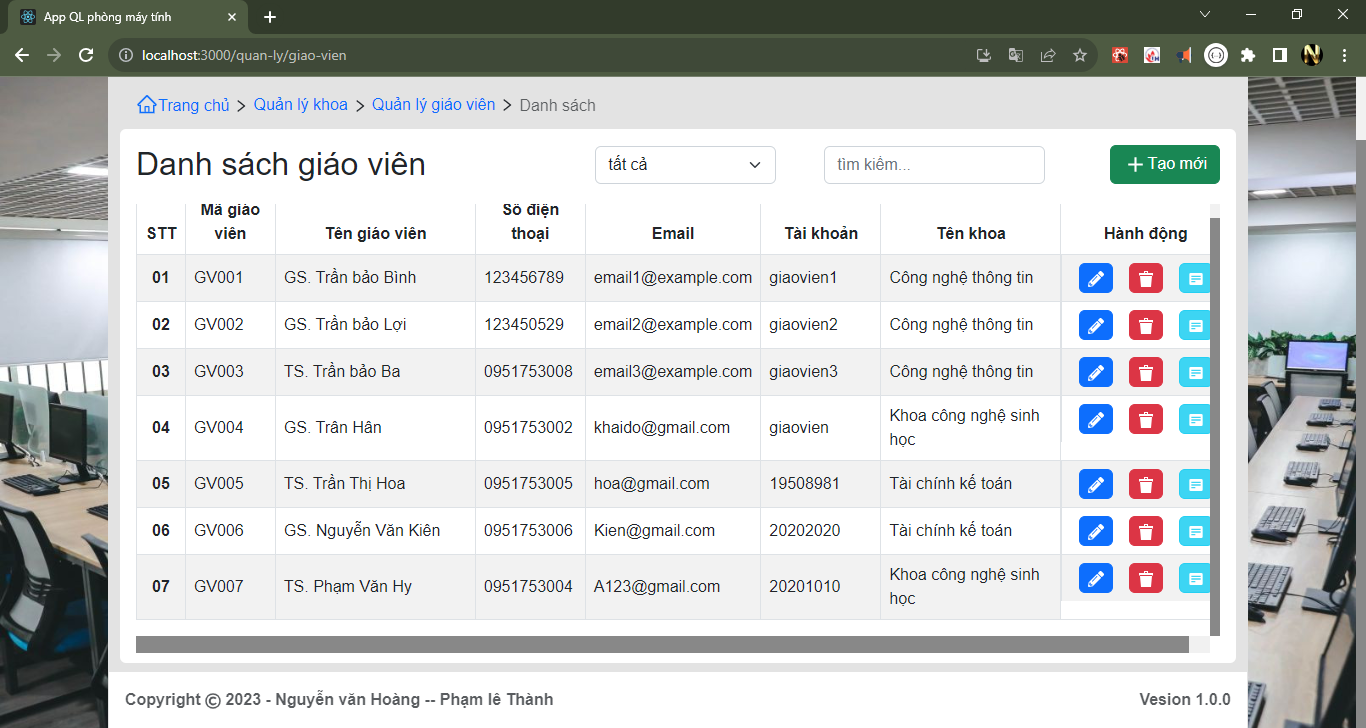 App QL phòng máy tính
localhost:3000/quan-ly/giao-vien
Trang chủ > Quản lý khoa > Quản lý giáo viên > Danh sách
Danh sách giáo viên tất cả tìm kiếm... + Tạo mới
STT Mã giáo viên Tên giáo viên Số điện thoại Email Tài khoản Tên khoa Hành động
01 GV001 GS. Trần bảo Bình 123456789 email1@example.com giaovien1 Công nghệ thông tin
02 GV002 GS. Trần bảo Lợi 123450529 email2@example.com giaovien2 Công nghệ thông tin
03 GV003 TS. Trần bảo Ba 0951753008 email3@example.com giaovien3 Công nghệ thông tin
04 GV004 GS. Trân Hân 0951753002 khaido@gmail.com giaovien Khoa công nghệ sinh học
05 GV005 TS. Trần Thị Hoa 0951753005 hoa@gmail.com 19508981 Tài chính kế toán
06 GV006 GS. Nguyễn Văn Kiên 0951753006 Kien@gmail.com 20202020 Tài chính kế toán
07 GV007 TS. Phạm Văn Hy 0951753004 A123@gmail.com 20201010 Khoa công nghệ sinh học
Copyright © 2023 - Nguyễn văn Hoàng -- Phạm lê Thành Vesion 1.0.0